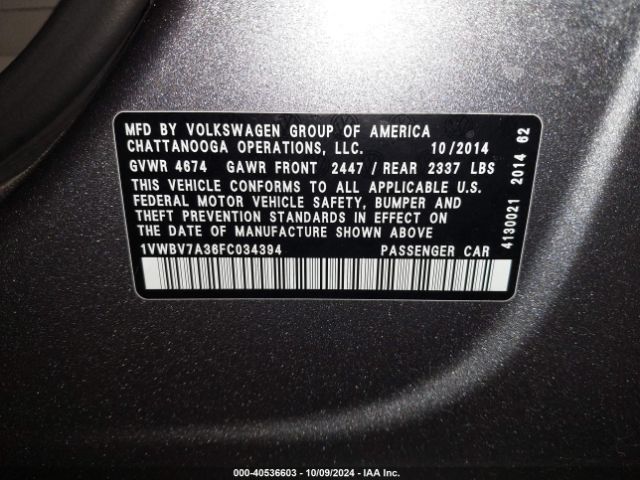 MFD BY VOLKSWAGEN GROUP OF AMERICA
CHATTANOOGA OPERATIONS, LLC. 10/2014
GVWR 4674 GAWR FRONT 2447 / REAR 2337 LBS
THIS VEHICLE CONFORMS TO ALL APPLICABLE U.S.
FEDERAL MOTOR VEHICLE SAFETY, BUMPER AND
THEFT PREVENTION STANDARDS IN EFFECT ON
THE DATE OF MANUFACTURE SHOWN ABOVE
1VWBV7A36FC034394 PASSENGER CAR
4130021 2014 62
000-40536603 - 10/09/2024 - IAA Inc.